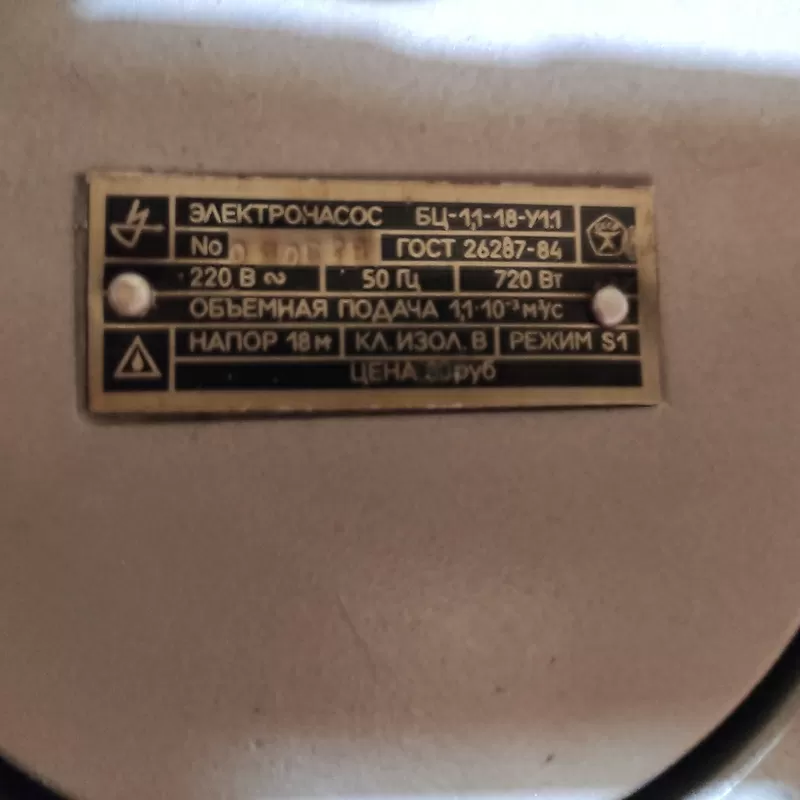 ЭЛЕКТРОНАСОС БЦ-1,1-18-У1.1
No ГОСТ 26287-84
220 В ~ 50 Гц 720 Вт
ОБЪЕМНАЯ ПОДАЧА 1,1·10⁻³ м³/с
НАПОР 18 м КЛ. ИЗОЛ. В РЕЖИМ S1
ЦЕНА руб